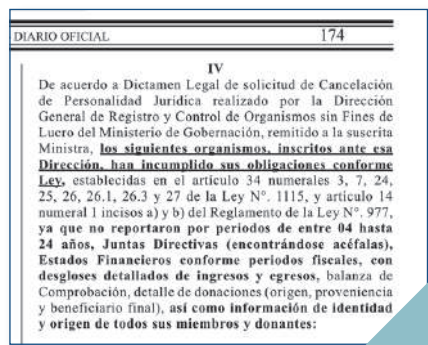 DIARIO OFICIAL 174
IV
De acuerdo a Dictamen Legal de solicitud de Cancelación
de Personalidad Jurídica realizado por la Dirección
General de Registro y Control de Organismos sin Fines de
Lucro del Ministerio de Gobernación, remitido a la suscrita
Ministra, los siguientes organismos, inscritos ante esa
Dirección, han incumplido sus obligaciones conforme
Ley, establecidas en el artículo 34 numerales 3, 7, 24,
25, 26, 26.1, 26.3 y 27 de la Ley N°. 1115, y artículo 14
numeral 1 incisos a) y b) del Reglamento de la Ley N°. 977,
ya que no reportaron por periodos de entre 04 hasta
24 años, Juntas Directivas (encontrándose acéfalas),
Estados Financieros conforme periodos fiscales, con
desgloses detallados de ingresos y egresos, balanza de
Comprobación, detalle de donaciones (origen, proveniencia
y beneficiario final), así como información de identidad
y origen de todos sus miembros y donantes: